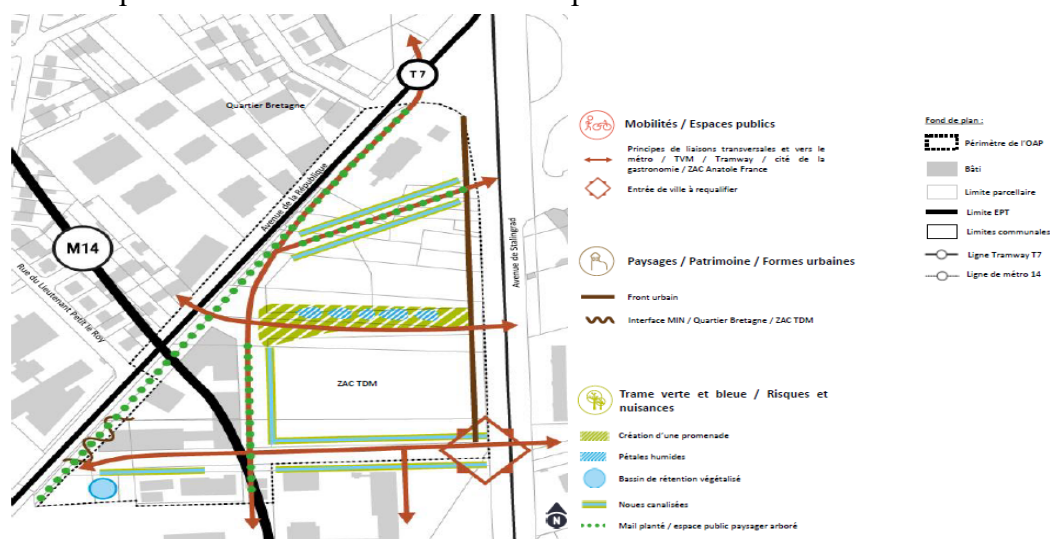 T7
Quartier Bretagne
Avenue de la République
M14
Rue du Lieutenant Petit le Roy
Avenue de Stalingrad
ZAC TDM
N
Mobilités / Espaces publics
Principes de liaisons transversales et vers le
métro / TVM / Tramway / cité de la
gastronomie / ZAC Anatole France
Entrée de ville à requalifier
Paysages / Patrimoine / Formes urbaines
Front urbain
Interface MIN / Quartier Bretagne / ZAC TDM
Trame verte et bleue / Risques et
nuisances
Création d'une promenade
Pétales humides
Bassin de rétention végétalisé
Noues canalisées
Mail planté / espace public paysager arboré
Fond de plan :
Périmètre de l'OAP
Bâti
Limite parcellaire
Limite EPT
Limites communales
Ligne Tramway T7
Ligne de métro 14